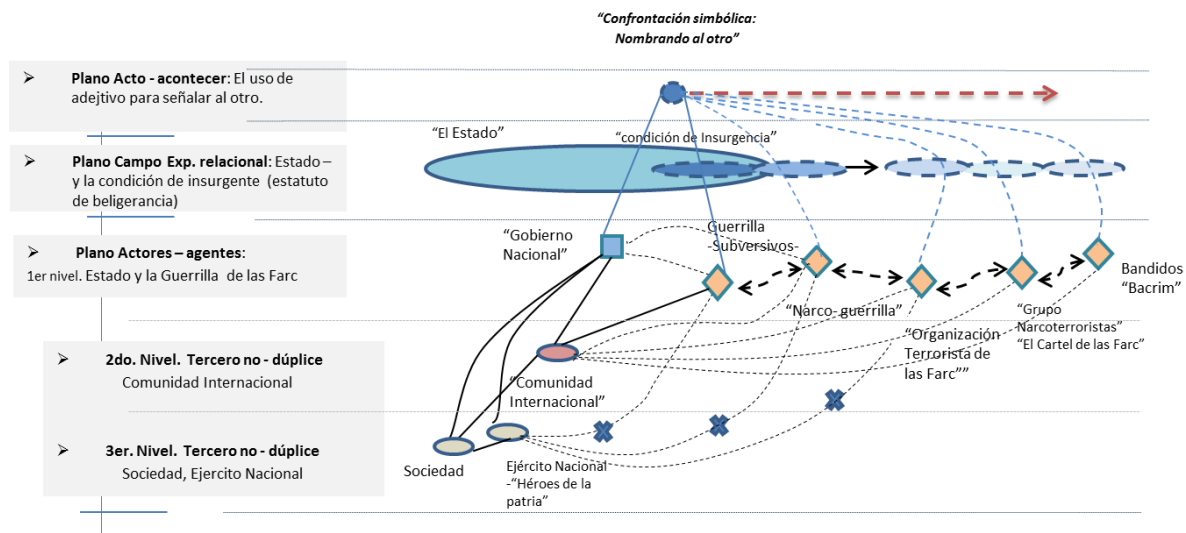 “Confrontación simbólica:
Nombrando al otro”
➢ Plano Acto - acontecer: El uso de
adejtivo para señalar al otro.
“El Estado”
“condición de Insurgencia”
➢ Plano Campo Exp. relacional: Estado –
y la condición de insurgente (estatuto
de beligerancia)
➢ Plano Actores – agentes:
1er nivel. Estado y la Guerrilla de las Farc
“Gobierno
Nacional”
Guerrilla
-Subversivos-
“Narco- guerrilla”
“Organización
Terrorista de
las Farc””
“Grupo
Narcoterroristas”
“El Cartel de las Farc”
Bandidos
“Bacrim”
➢ 2do. Nivel. Tercero no - dúplice
Comunidad Internacional
“Comunidad
Internacional”
➢ 3er. Nivel. Tercero no - dúplice
Sociedad, Ejercito Nacional
Sociedad
Ejército Nacional
-“Héroes de la
patria”